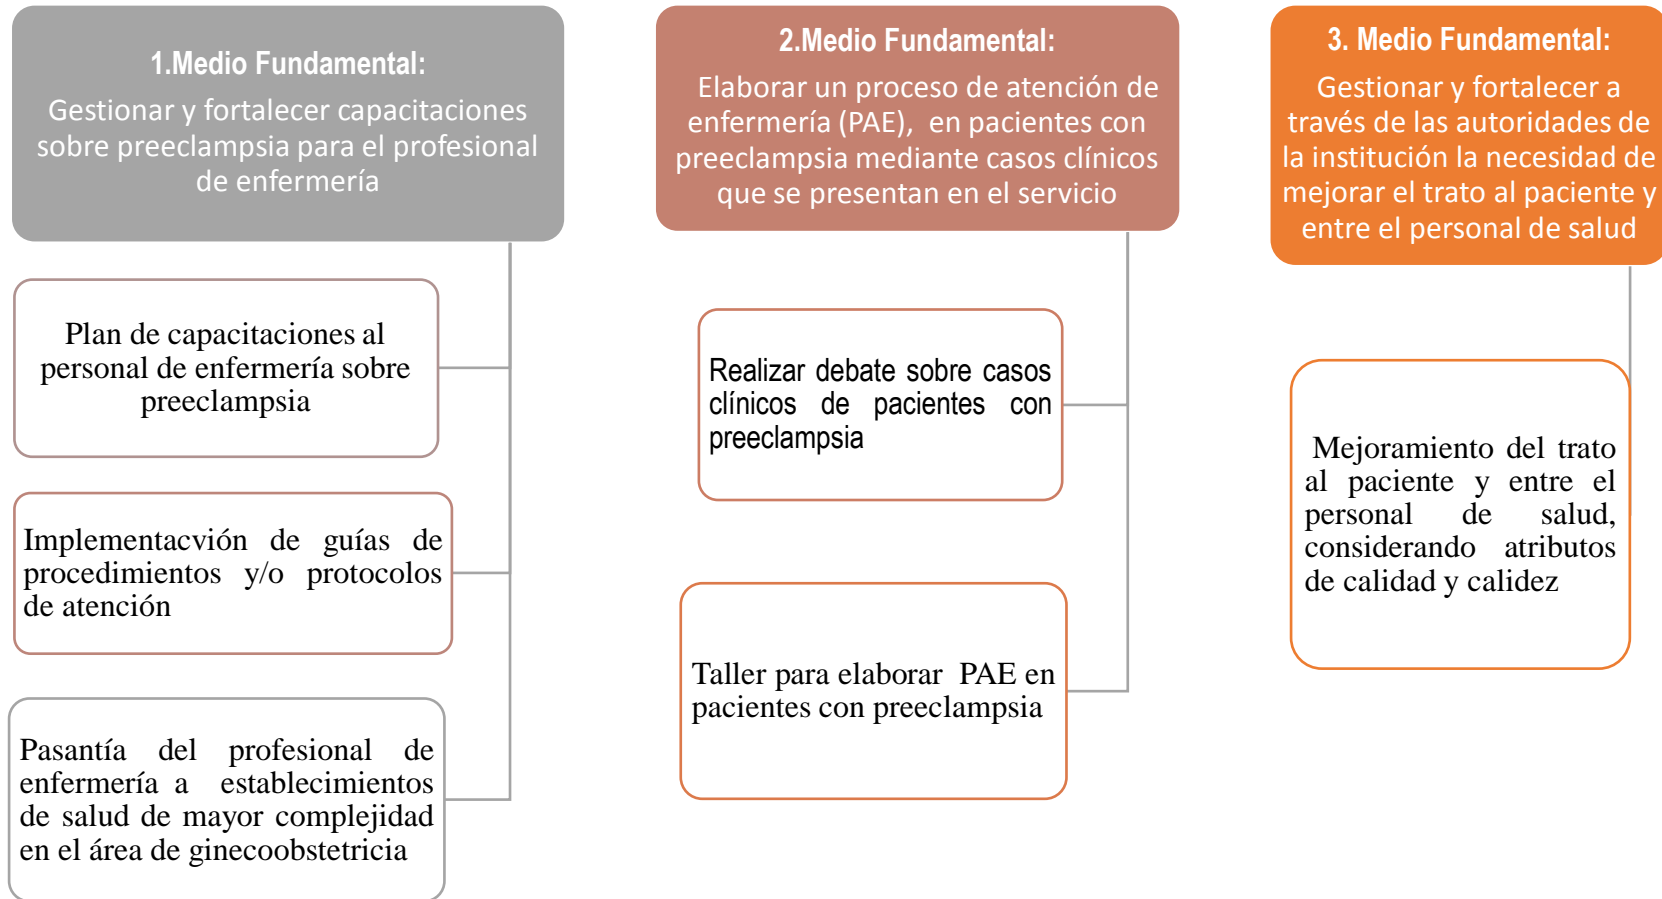 1.Medio Fundamental:
Gestionar y fortalecer capacitaciones
sobre preeclampsia para el profesional
de enfermería
Plan de capacitaciones al
personal de enfermería sobre
preeclampsia
Implementacvión de guías de
procedimientos y/o protocolos
de atención
Pasantía del profesional de
enfermería a establecimientos
de salud de mayor complejidad
en el área de ginecoobstetricia
2.Medio Fundamental:
Elaborar un proceso de atención de
enfermería (PAE), en pacientes con
preeclampsia mediante casos clínicos
que se presentan en el servicio
Realizar debate sobre casos
clínicos de pacientes con
preeclampsia
Taller para elaborar PAE en
pacientes con preeclampsia
3. Medio Fundamental:
Gestionar y fortalecer a
través de las autoridades de
la institución la necesidad de
mejorar el trato al paciente y
entre el personal de salud
Mejoramiento del trato
al paciente y entre el
personal de salud,
considerando atributos
de calidad y calidez